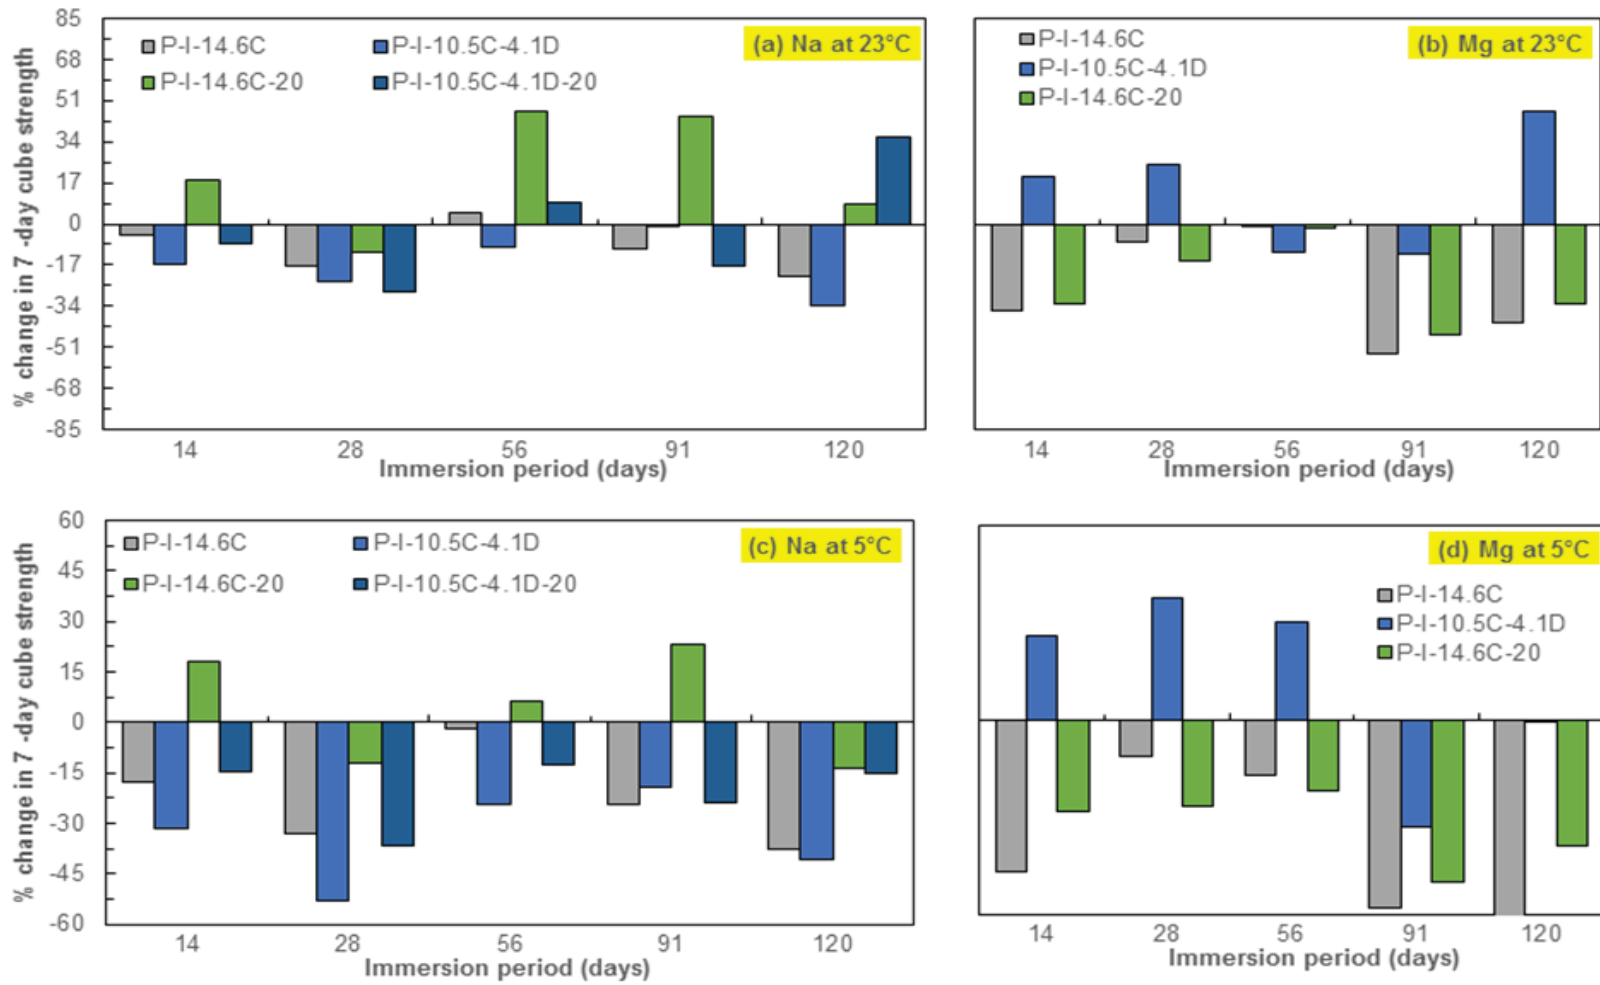 % change in 7 -day cube strength
85
68
51
34
17
0
-17
-34
-51
-68
-85
P-I-14.6C
P-I-10.5C-4.1D
P-I-14.6C-20
P-I-10.5C-4.1D-20
(a) Na at 23°C
14 28 56 91 120
Immersion period (days)
P-I-14.6C
P-I-10.5C-4.1D
P-I-14.6C-20
(b) Mg at 23°C
14 28 56 91 120
Immersion period (days)
% change in 7 -day cube strength
60
45
30
15
0
-15
-30
-45
-60
P-I-14.6C
P-I-10.5C-4.1D
P-I-14.6C-20
P-I-10.5C-4.1D-20
(c) Na at 5°C
14 28 56 91 120
Immersion period (days)
(d) Mg at 5°C
P-I-14.6C
P-I-10.5C-4.1D
P-I-14.6C-20
14 28 56 91 120
Immersion period (days)